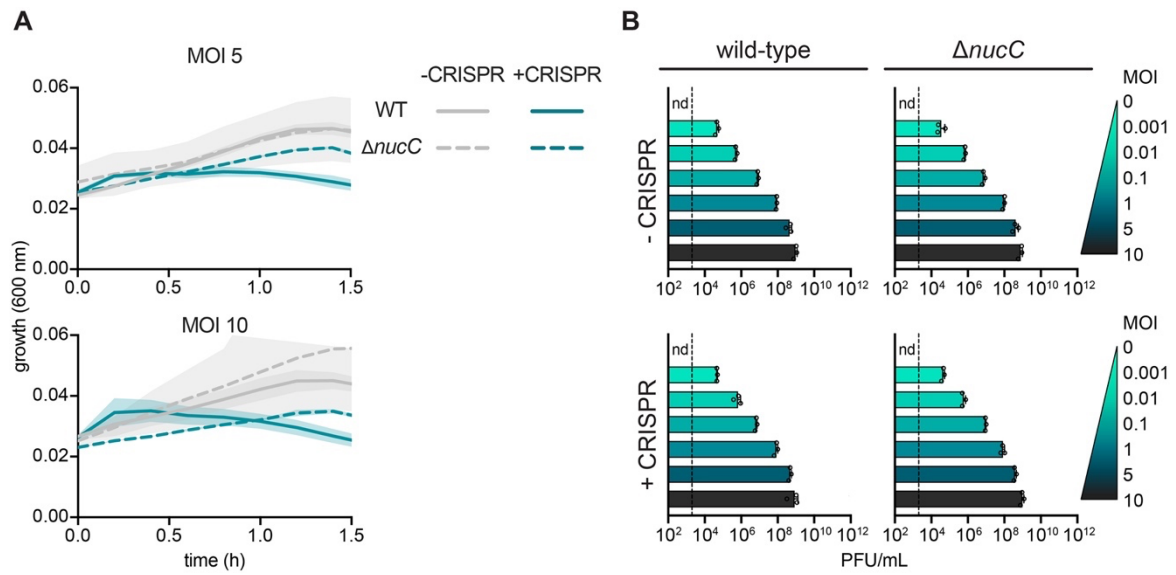 A
MOI 5
-CRISPR +CRISPR
WT
ΔnucC
0.06
0.04
0.02
0.00
0.0 0.5 1.0 1.5
MOI 10
0.06
0.04
0.02
0.00
0.0 0.5 1.0 1.5
growth (600 nm)
time (h)
B
wild-type ΔnucC
- CRISPR
nd nd
MOI
0
0.001
0.01
0.1
1
5
10
10² 10⁴ 10⁶ 10⁸ 10¹⁰ 10¹² 10² 10⁴ 10⁶ 10⁸ 10¹⁰ 10¹²
+ CRISPR
nd nd
MOI
0
0.001
0.01
0.1
1
5
10
10² 10⁴ 10⁶ 10⁸ 10¹⁰ 10¹² 10² 10⁴ 10⁶ 10⁸ 10¹⁰ 10¹²
PFU/mL